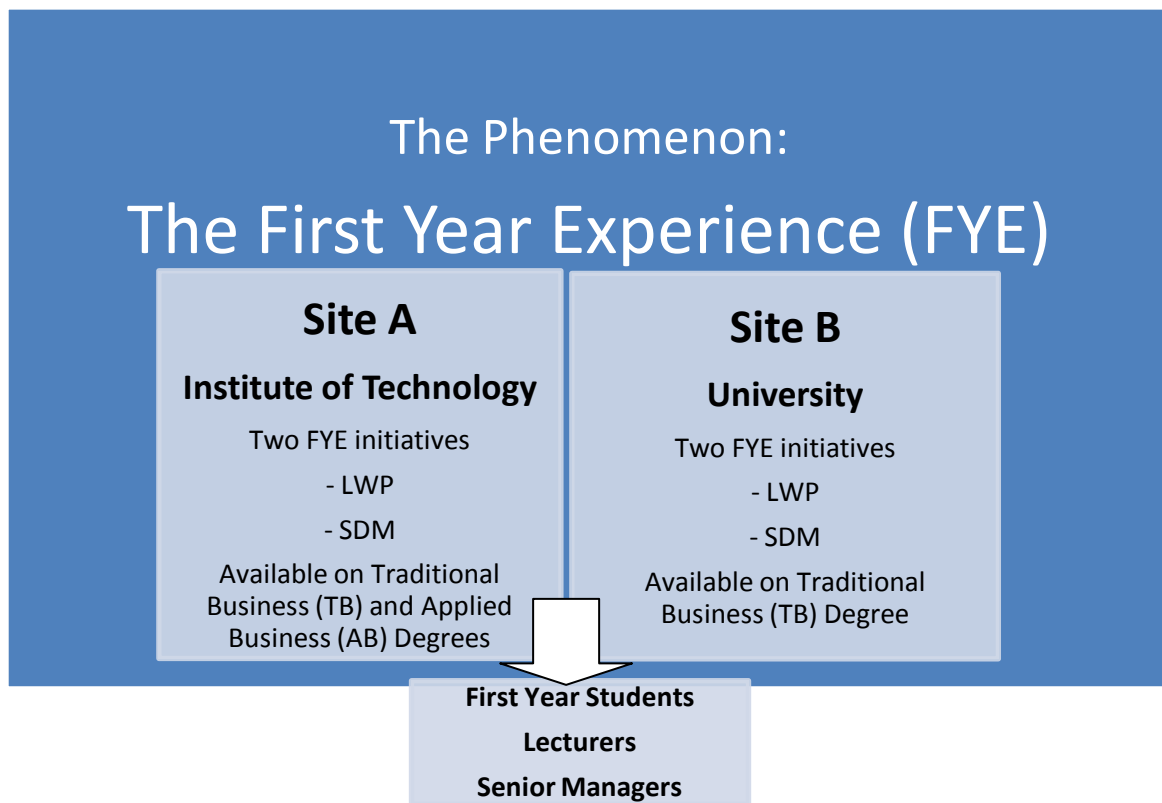 The Phenomenon:
The First Year Experience (FYE)
Site A
Institute of Technology
Two FYE initiatives
- LWP
- SDM
Available on Traditional
Business (TB) and Applied
Business (AB) Degrees
Site B
University
Two FYE initiatives
- LWP
- SDM
Available on Traditional
Business (TB) Degree
First Year Students
Lecturers
Senior Managers